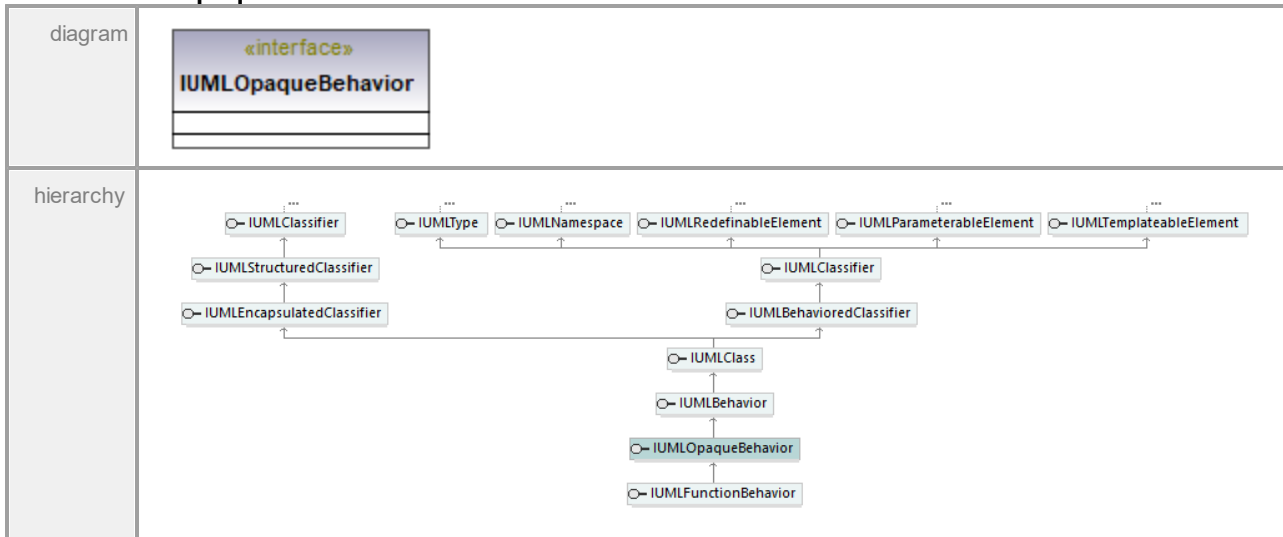 diagram
«interface»
IUMLOpaqueBehavior
hierarchy
... ... ... ... ... ...
IUMLClassifier IUMLType IUMLNamespace IUMLRedefinableElement IUMLParameterableElement IUMLTemplateableElement
IUMLStructuredClassifier IUMLClassifier
IUMLEncapsulatedClassifier IUMLBehavioredClassifier
IUMLClass
IUMLBehavior
IUMLOpaqueBehavior
IUMLFunctionBehavior